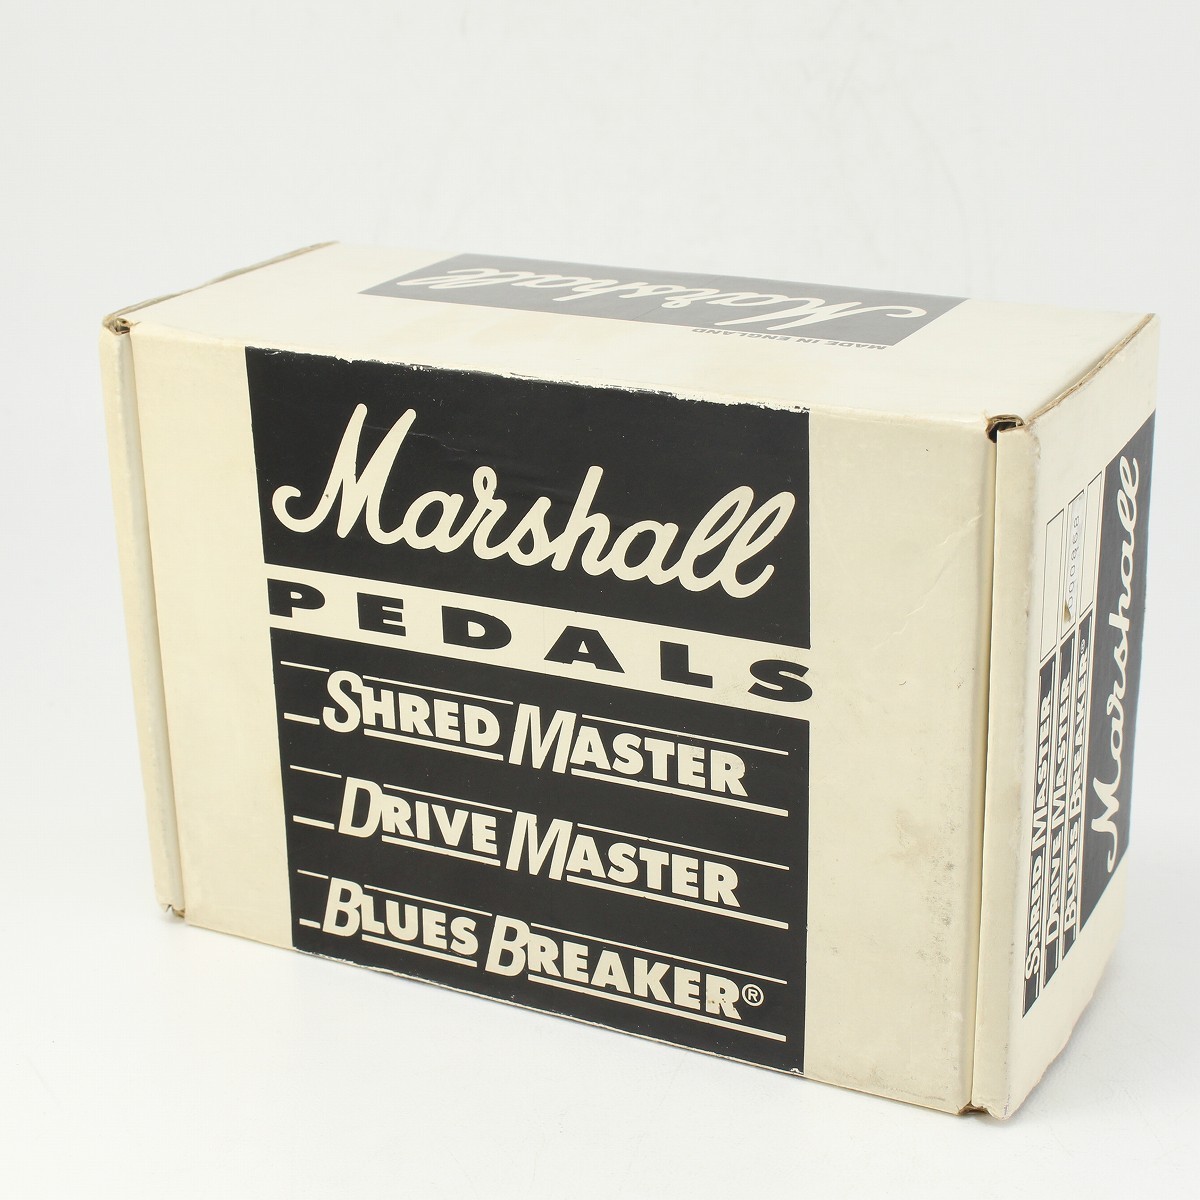 Marshall
MADE IN ENGLAND
Marshall
PEDALS
SHRED MASTER
DRIVE MASTER
BLUES BREAKER®
SHRED MASTER
DRIVE MASTER
BLUES BREAKER®
Marshall